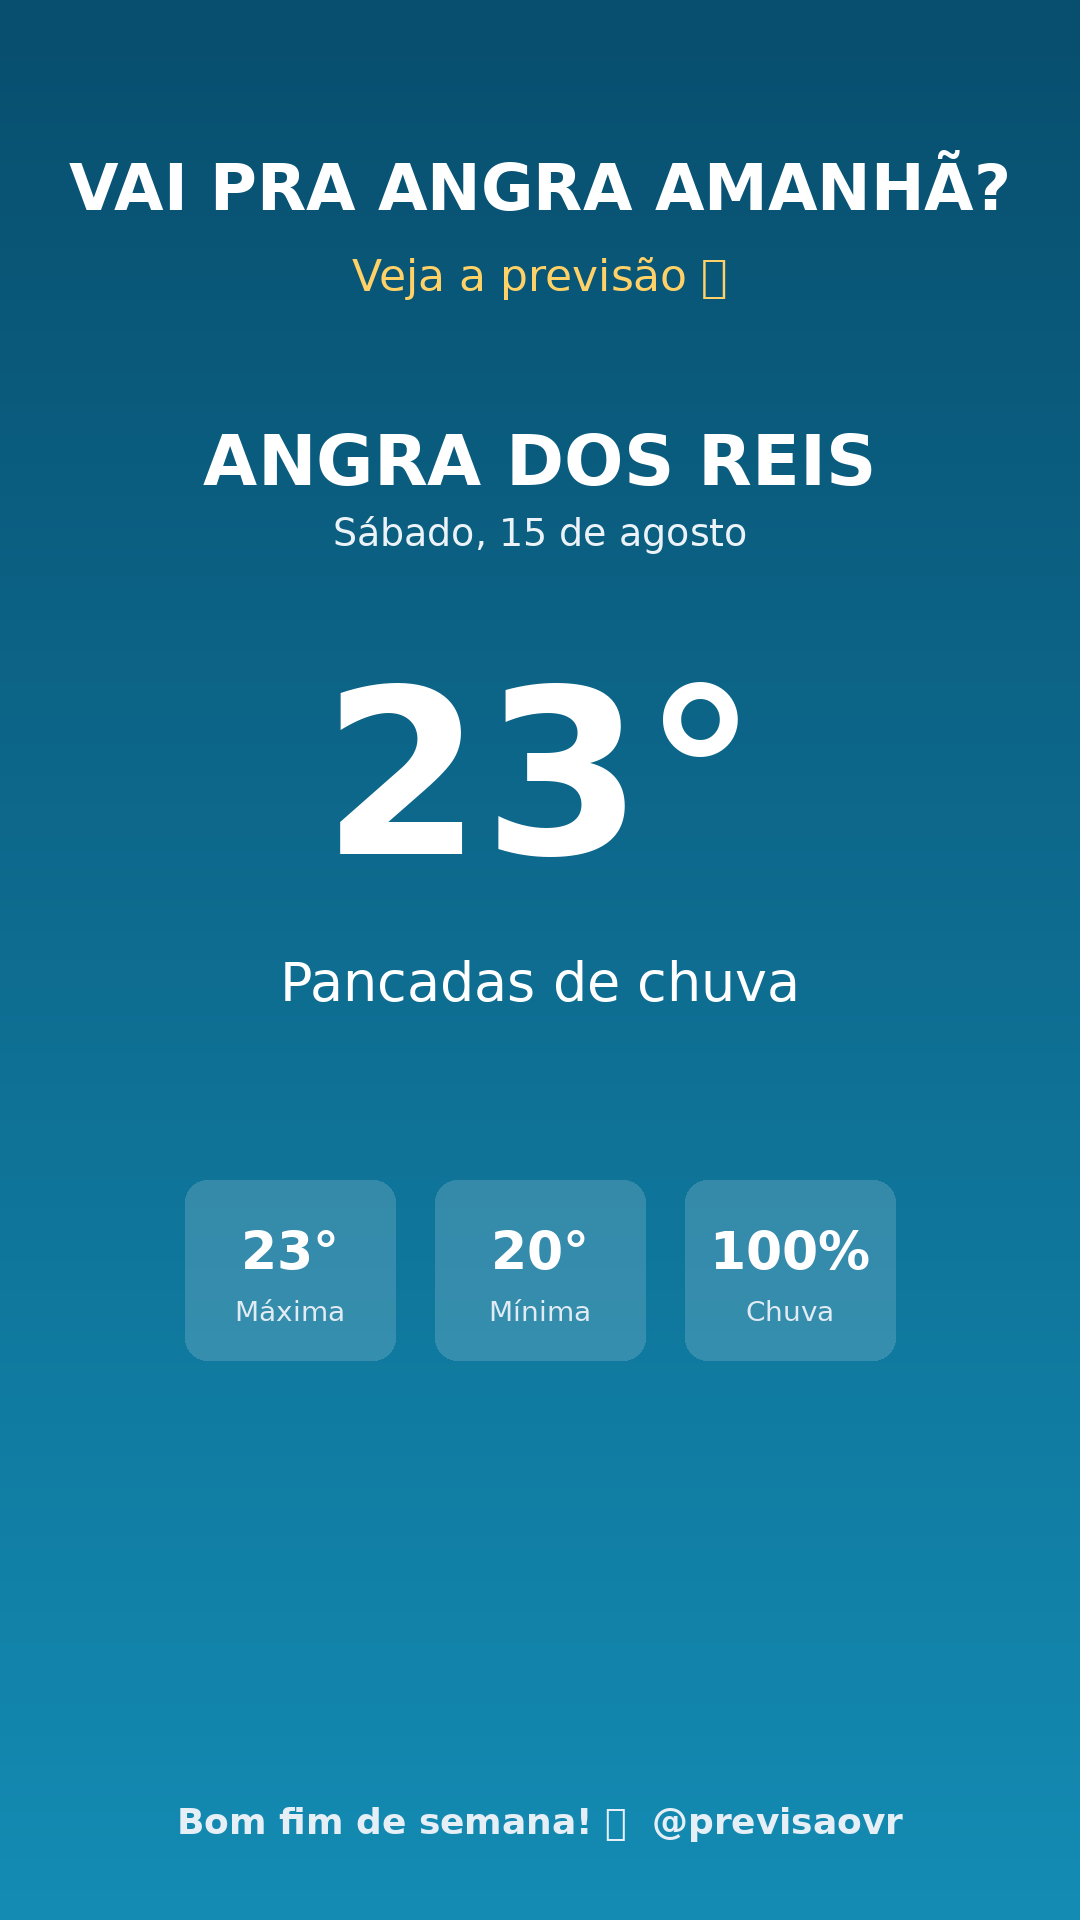 VAI PRA ANGRA AMANHÃ?
Veja a previsão
ANGRA DOS REIS
Sábado, 15 de agosto
23°
Pancadas de chuva
23°
Máxima
20°
Mínima
100%
Chuva
Bom fim de semana! @previsaovr